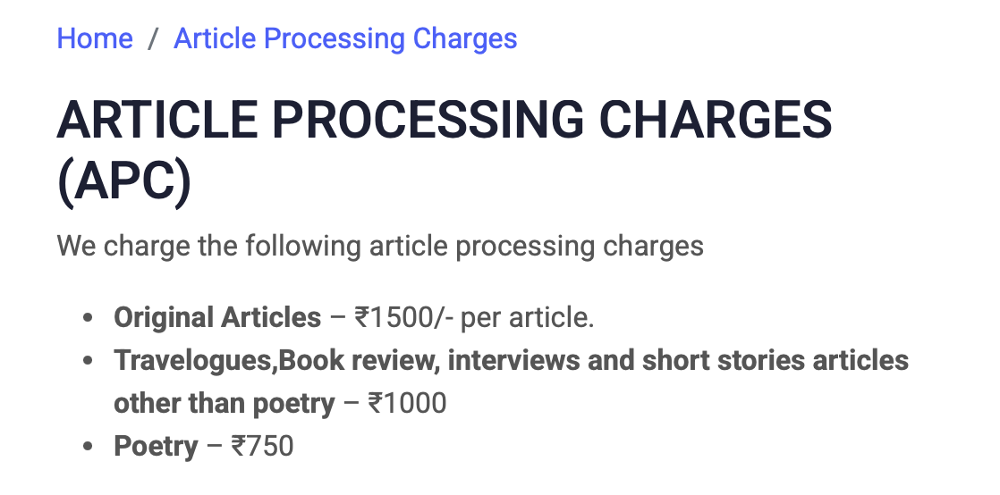 Home / Article Processing Charges
ARTICLE PROCESSING CHARGES
(APC)
We charge the following article processing charges
• Original Articles – ₹1500/- per article.
• Travelogues,Book review, interviews and short stories articles
other than poetry – ₹1000
• Poetry – ₹750